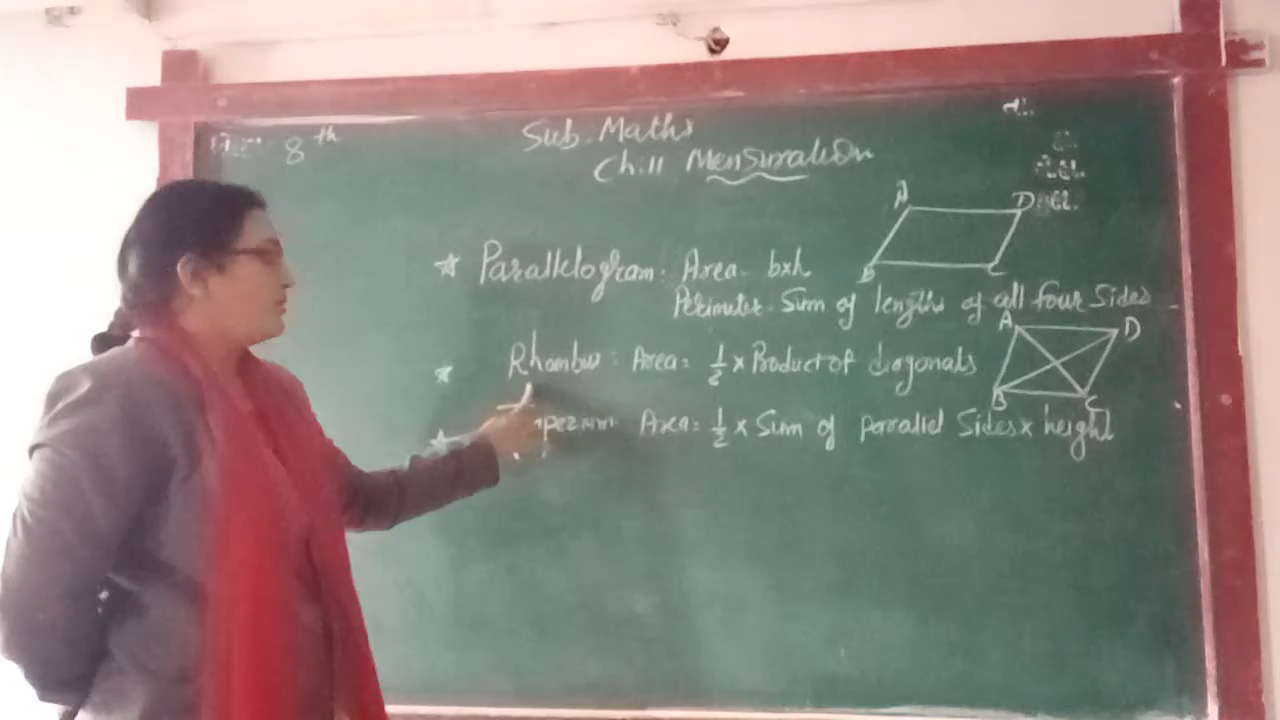 8th
Sub. Maths
Ch.11 Mensuration
A D
B C
* Parallelogram. Area - bxh
Perimeter - Sum of lengths of all four Sides
A D
B C
* Rhombus: Area = 1/2 × Product of diagonals
* Area = 1/2 × Sum of parallel Sides × height